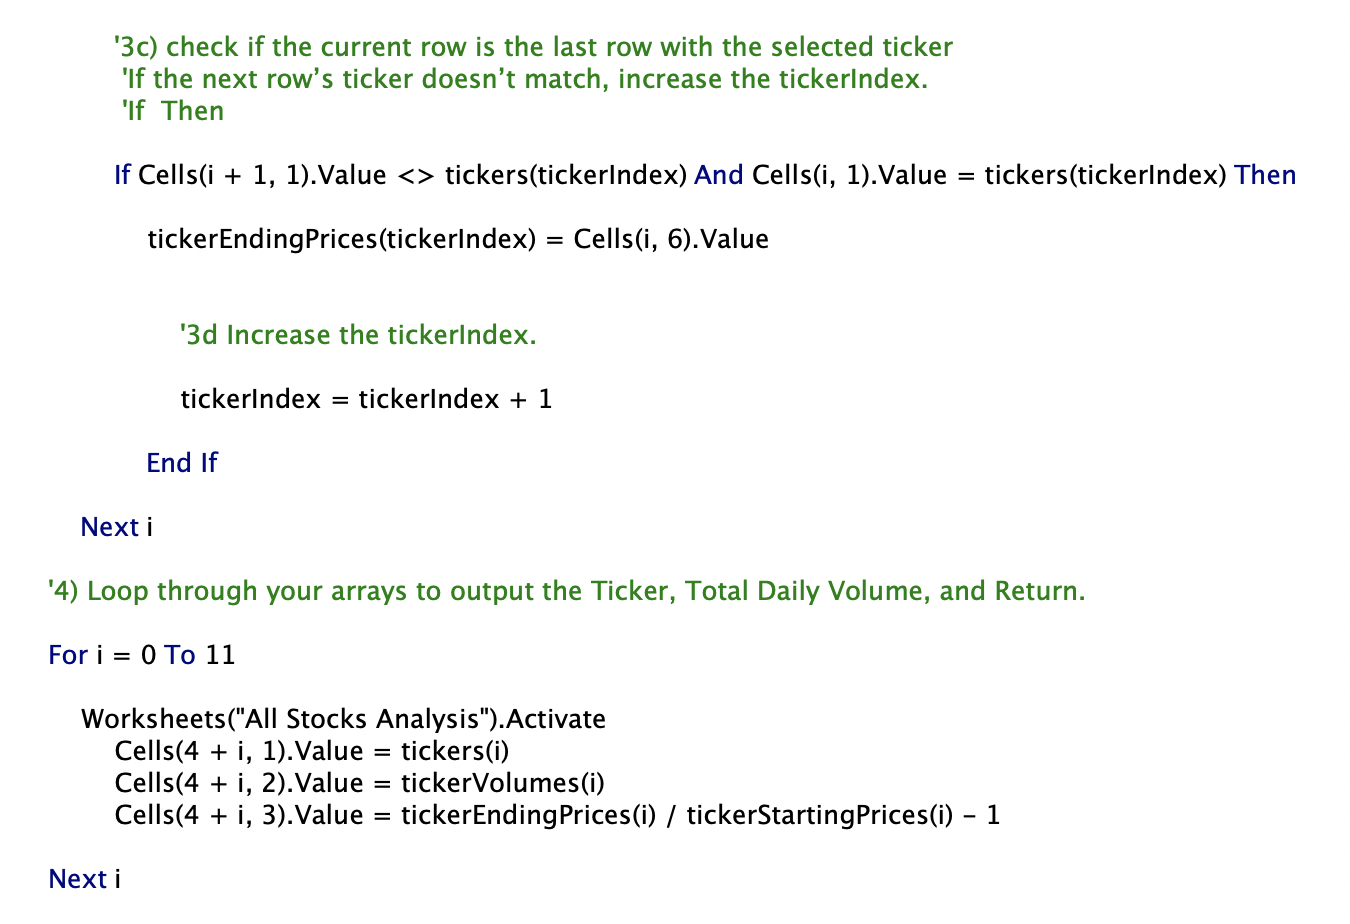 '3c) check if the current row is the last row with the selected ticker
'If the next row’s ticker doesn’t match, increase the tickerIndex.
'If  Then
If Cells(i + 1, 1).Value <> tickers(tickerIndex) And Cells(i, 1).Value = tickers(tickerIndex) Then
tickerEndingPrices(tickerIndex) = Cells(i, 6).Value
'3d Increase the tickerIndex.
tickerIndex = tickerIndex + 1
End If
Next i
'4) Loop through your arrays to output the Ticker, Total Daily Volume, and Return.
For i = 0 To 11
Worksheets("All Stocks Analysis").Activate
Cells(4 + i, 1).Value = tickers(i)
Cells(4 + i, 2).Value = tickerVolumes(i)
Cells(4 + i, 3).Value = tickerEndingPrices(i) / tickerStartingPrices(i) - 1
Next i